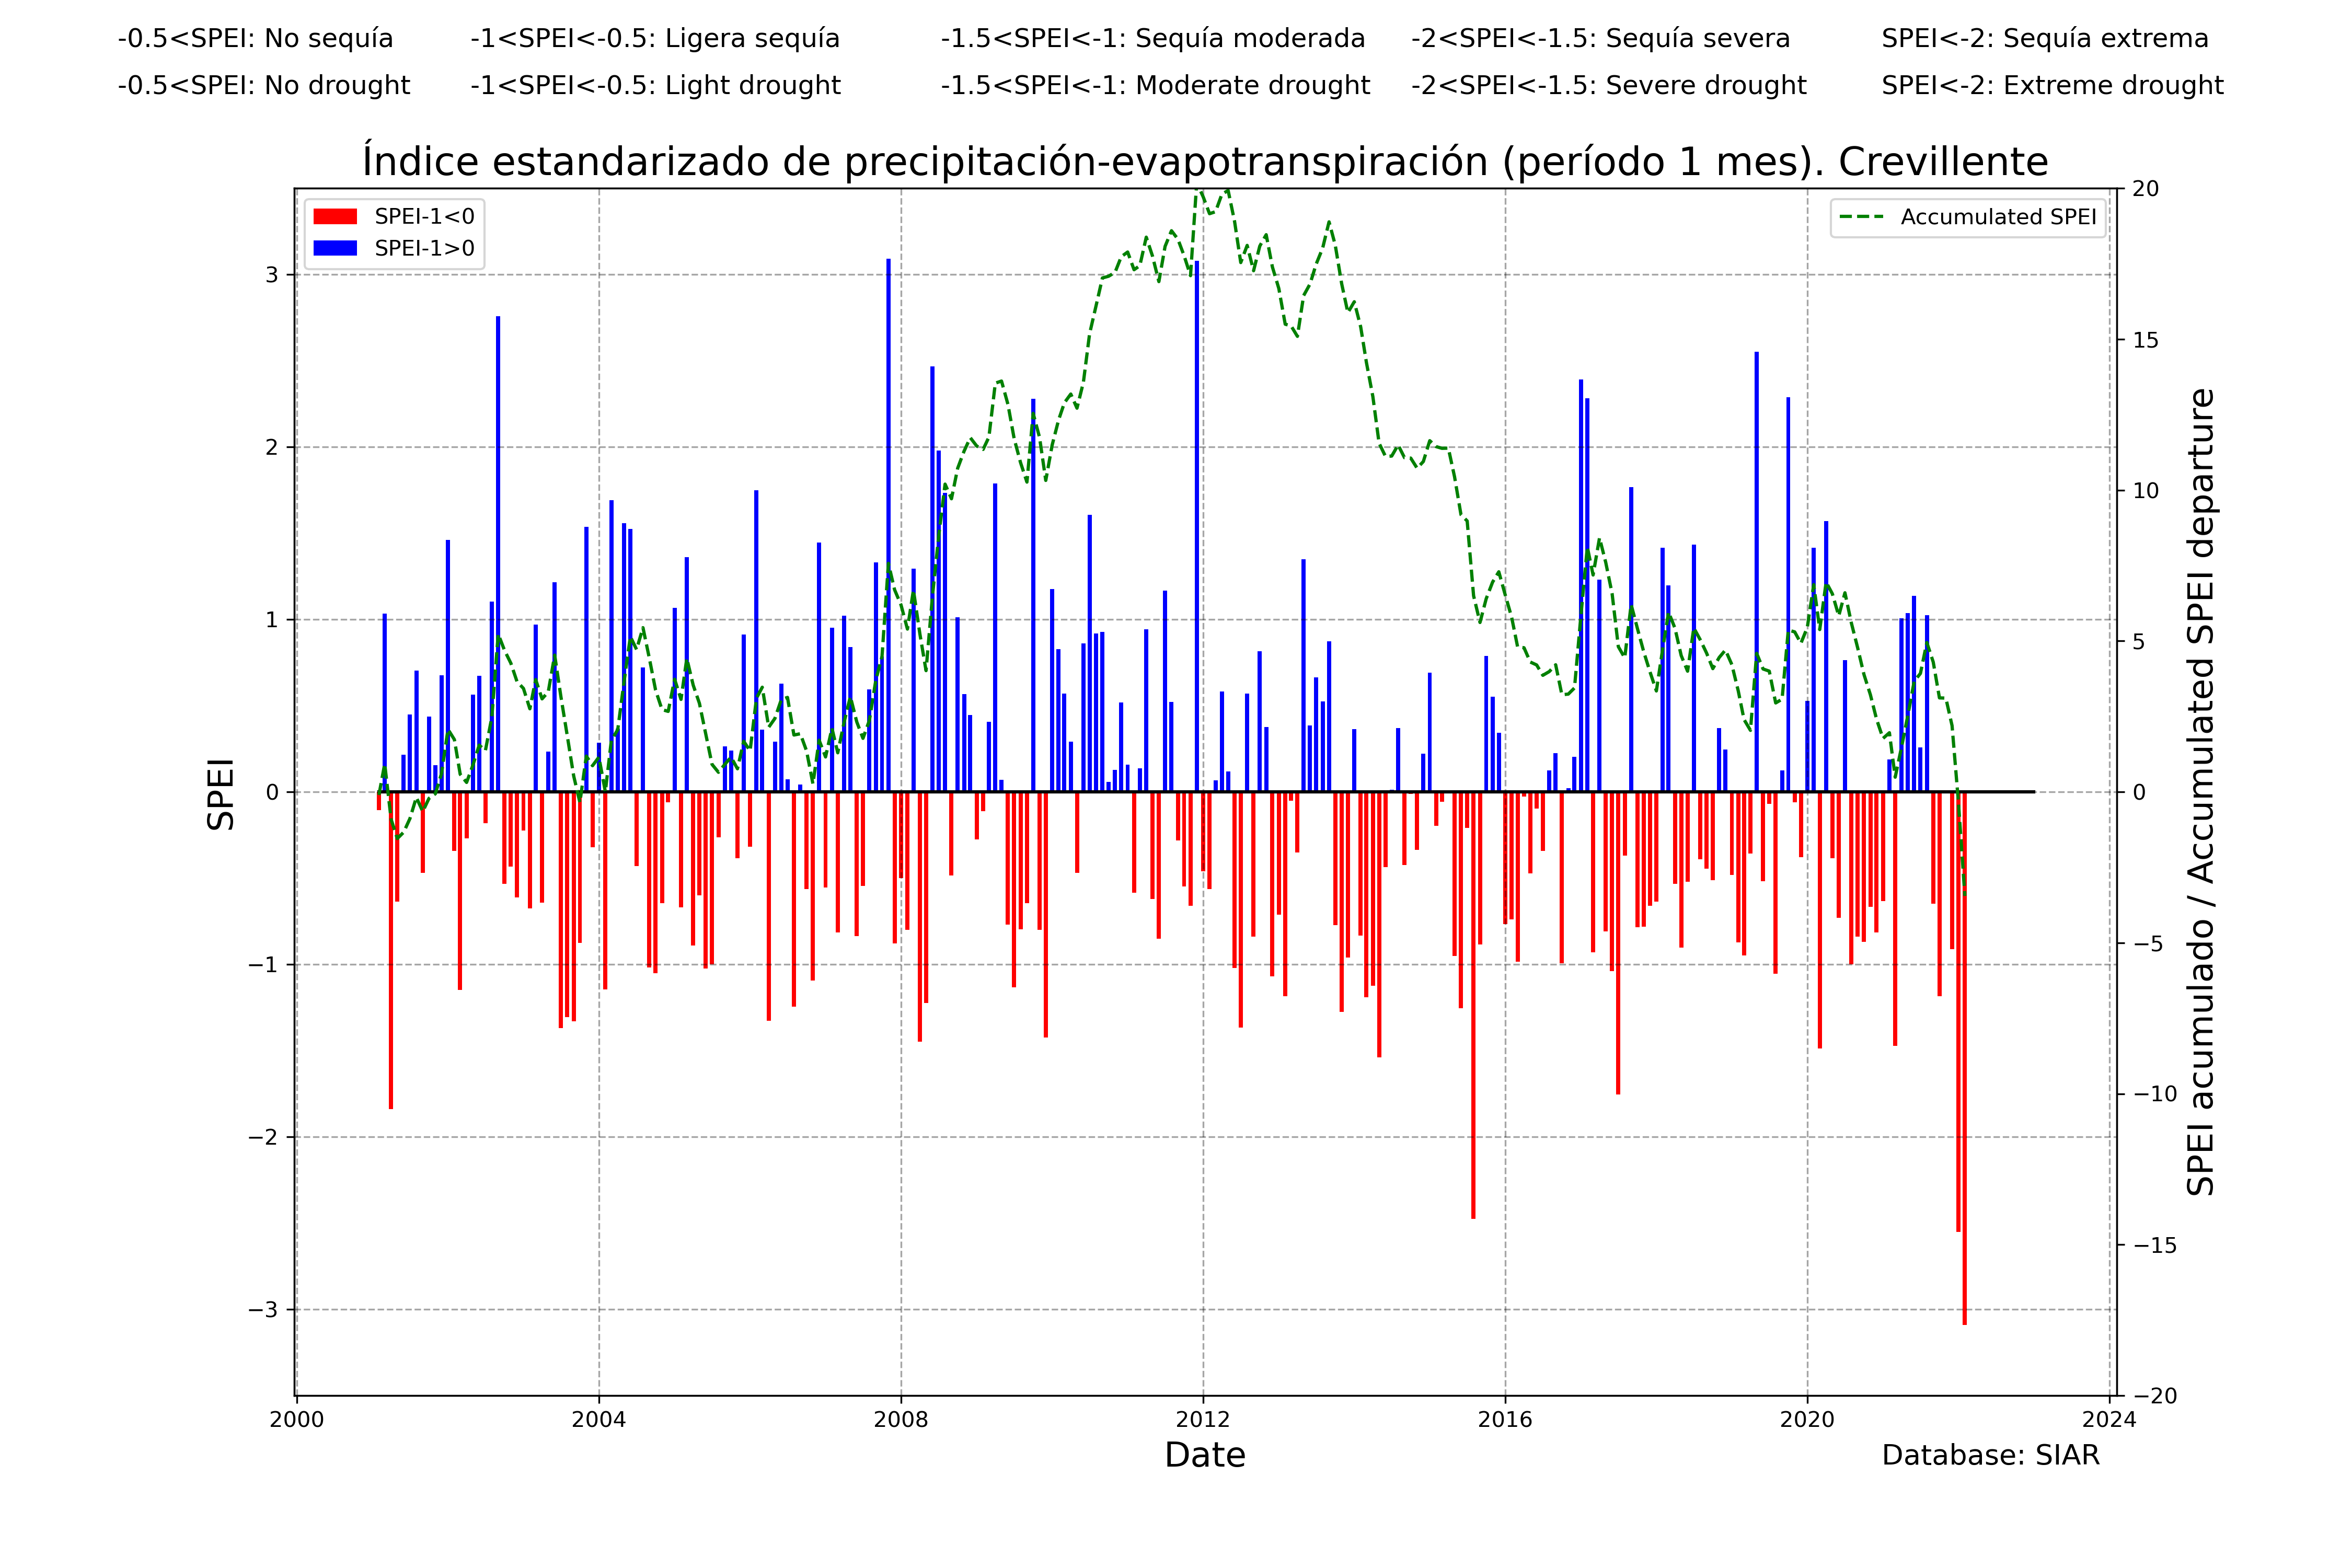 -0.5<SPEI: No sequía -1<SPEI<-0.5: Ligera sequía -1.5<SPEI<-1: Sequía moderada -2<SPEI<-1.5: Sequía severa SPEI<-2: Sequía extrema
-0.5<SPEI: No drought -1<SPEI<-0.5: Light drought -1.5<SPEI<-1: Moderate drought -2<SPEI<-1.5: Severe drought SPEI<-2: Extreme drought
Índice estandarizado de precipitación-evapotranspiración (período 1 mes). Crevillente
SPEI-1<0
SPEI-1>0
Accumulated SPEI
SPEI
3
2
1
0
−1
−2
−3
20
15
10
5
0
−5
−10
−15
−20
SPEI acumulado / Accumulated SPEI departure
2000 2004 2008 2012 2016 2020 2024
Date
Database: SIAR